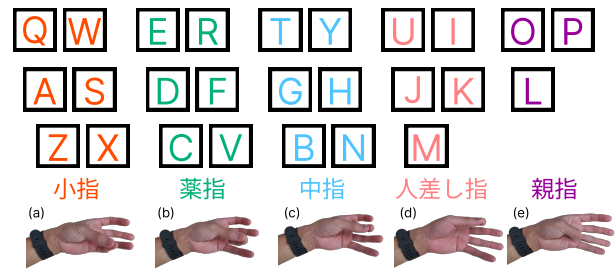 Q W E R T Y U I O P
A S D F G H J K L
Z X C V B N M
小指 薬指 中指 人差し指 親指
(a) (b) (c) (d) (e)